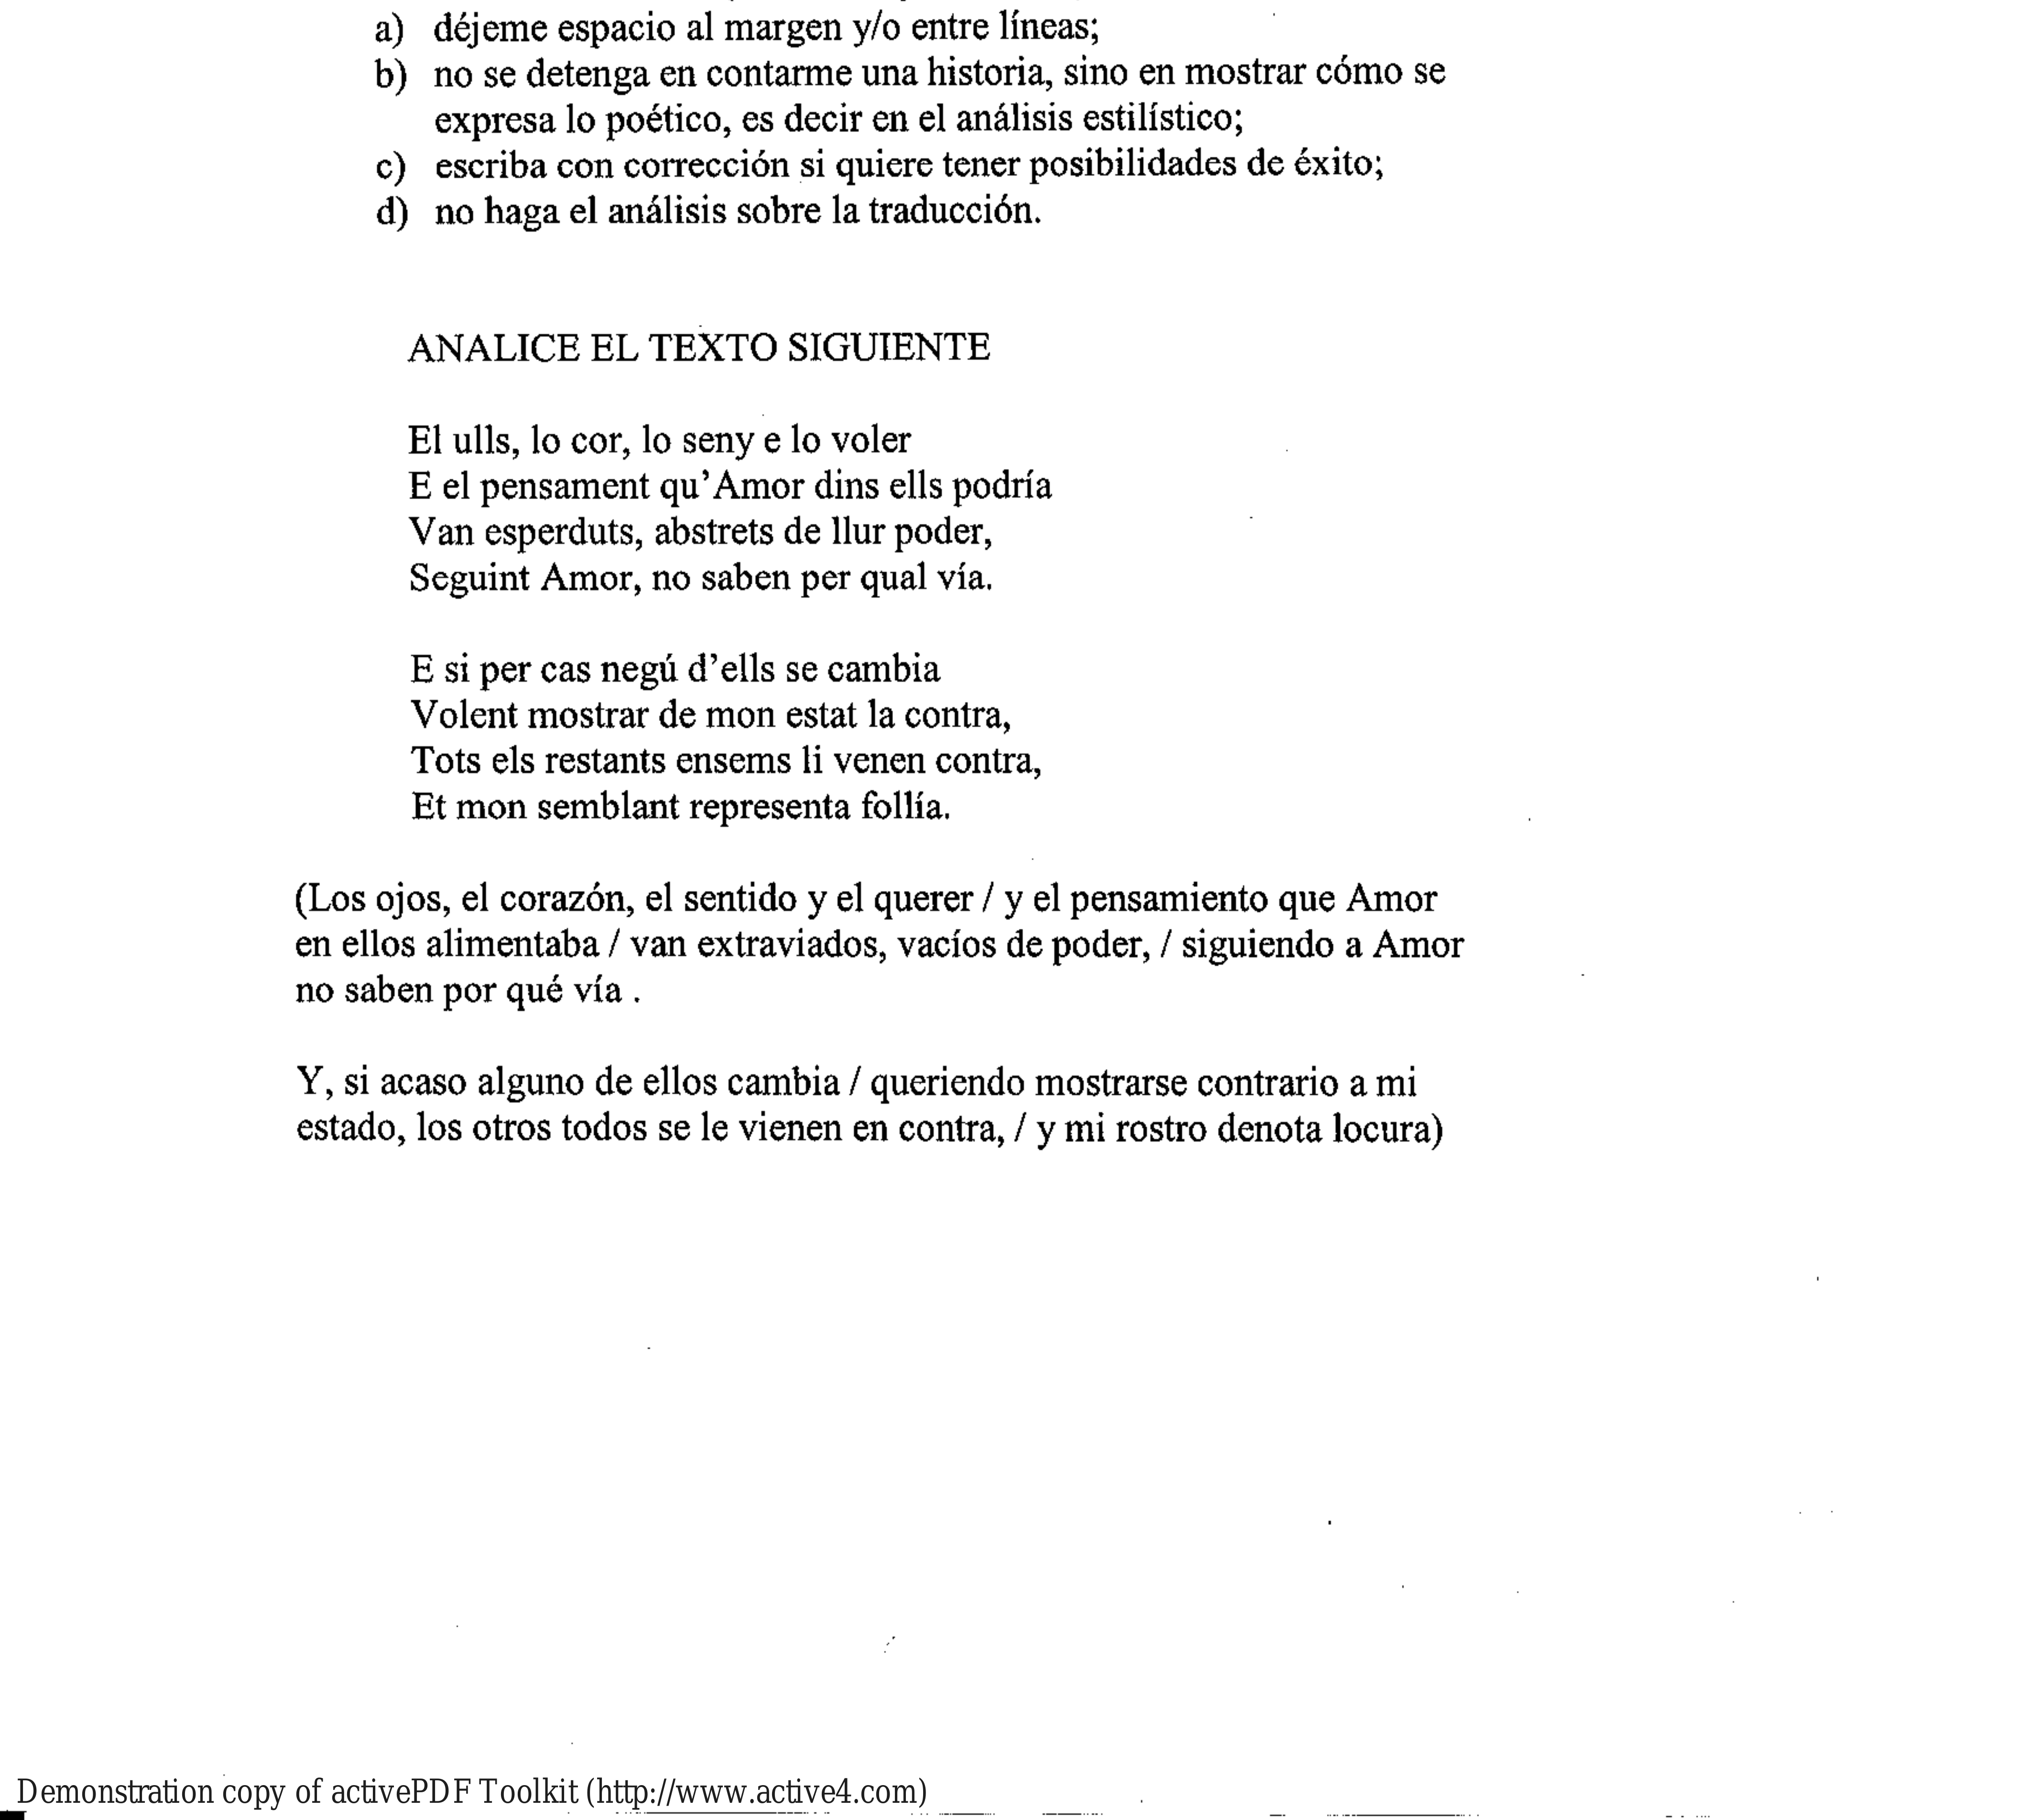 a) déjeme espacio al margen y/o entre líneas;
b) no se detenga en contarme una historia, sino en mostrar cómo se
expresa lo poético, es decir en el análisis estilístico;
c) escriba con corrección si quiere tener posibilidades de éxito;
d) no haga el análisis sobre la traducción.
ANALICE EL TEXTO SIGUIENTE
El ulls, lo cor, lo seny e lo voler
E el pensament qu'Amor dins ells podría
Van esperduts, abstrets de llur poder,
Seguint Amor, no saben per qual vía.
E si per cas negú d'ells se cambia
Volent mostrar de mon estat la contra,
Tots els restants ensems li venen contra,
Et mon semblant representa follía.
(Los ojos, el corazón, el sentido y el querer / y el pensamiento que Amor
en ellos alimentaba / van extraviados, vacíos de poder, / siguiendo a Amor
no saben por qué vía .
Y, si acaso alguno de ellos cambia / queriendo mostrarse contrario a mi
estado, los otros todos se le vienen en contra, / y mi rostro denota locura)
Demonstration copy of activePDF Toolkit (http://www.active4.com)